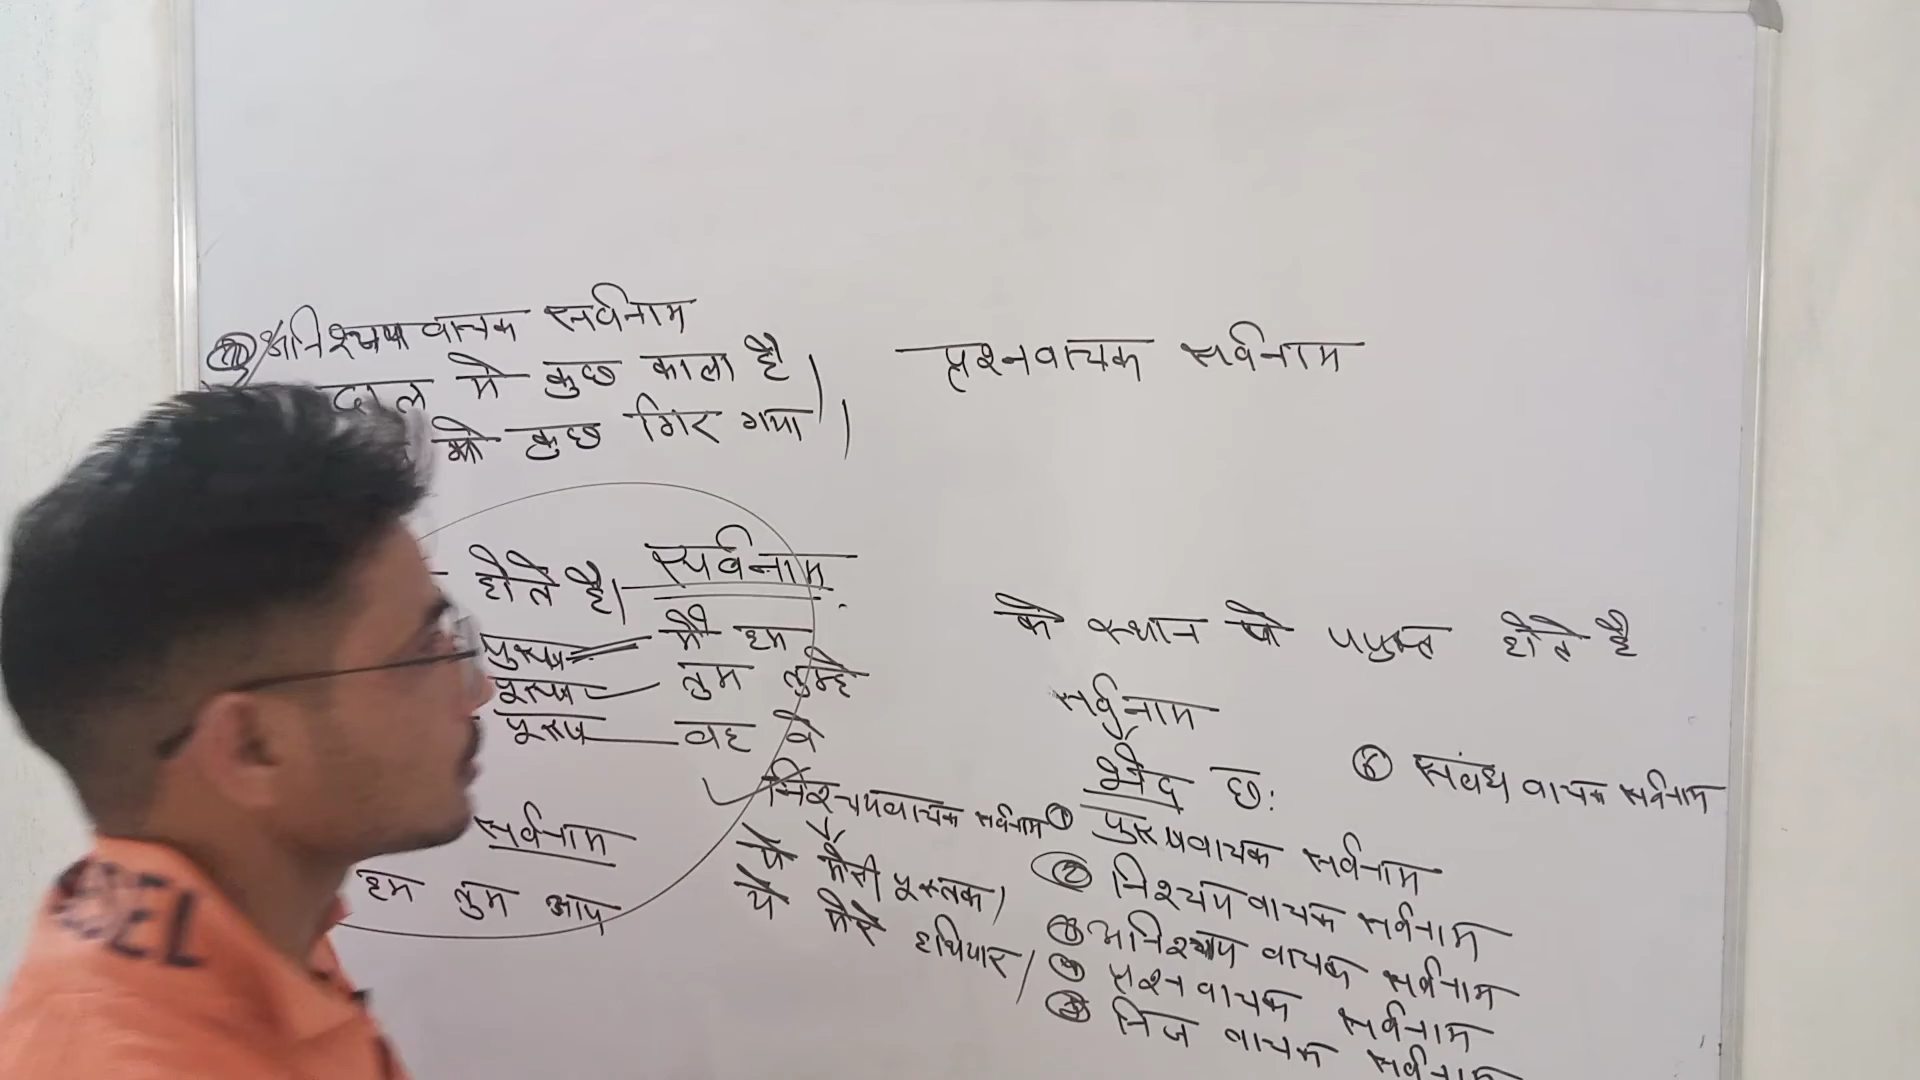 अनिश्चय वाचक सर्वनाम
दाल मे कुछ काला है।
को कुछ गिर गया।
प्रश्नवाचक सर्वनाम
होते है। सर्वनाम
पुरुष मैं हम
पुरुष तुम तुम्हे
पुरुष वह वे
सर्वनाम
हम तुम आप
निश्चयवाचक सर्वनाम
ये मेरी पुस्तक।
ये मेरे हथियार।
के स्थान पे प्रयुक्त होते है
सर्वनाम
भेद छः
① पुरुषवाचक सर्वनाम
② निश्चय वाचक सर्वनाम
③ अनिश्चय वाचक सर्वनाम
④ प्रश्न वाचक सर्वनाम
⑤ निज वाचक सर्वनाम
⑥ संबंध वाचक सर्वनाम